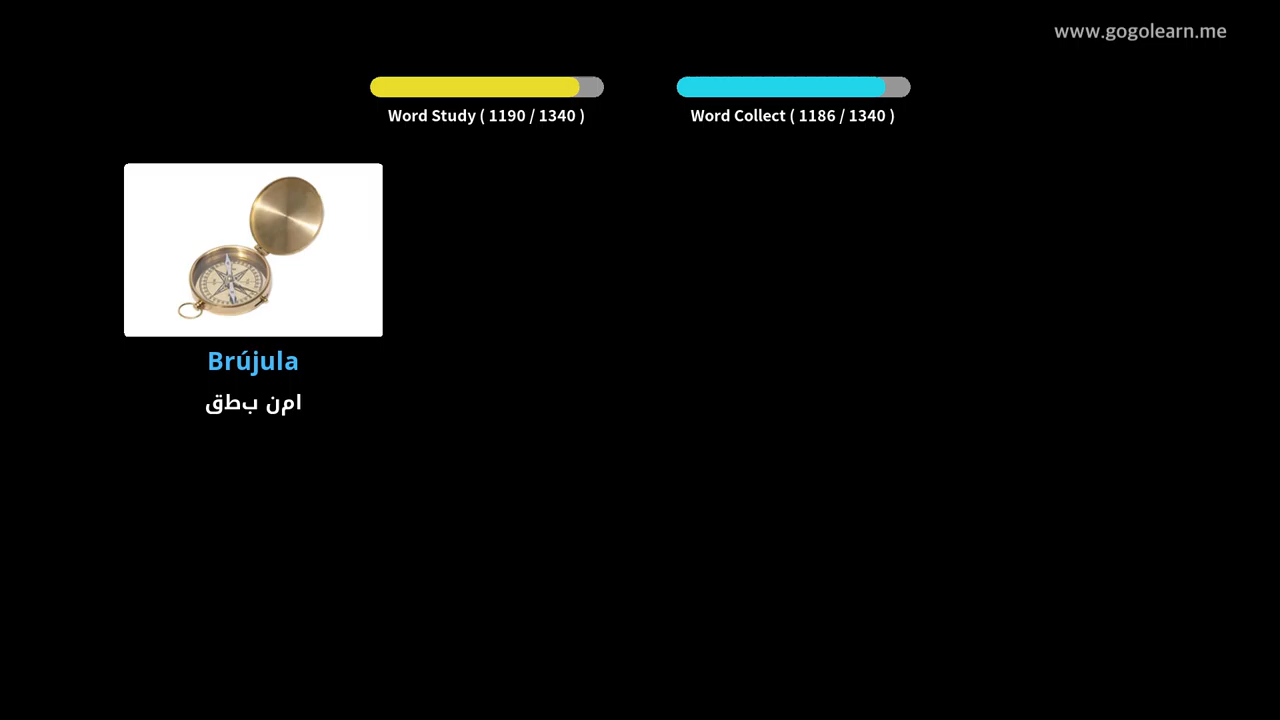 www.gogolearn.me
Word Study ( 1190 / 1340 )
Word Collect ( 1186 / 1340 )
Brújula
امن بطق